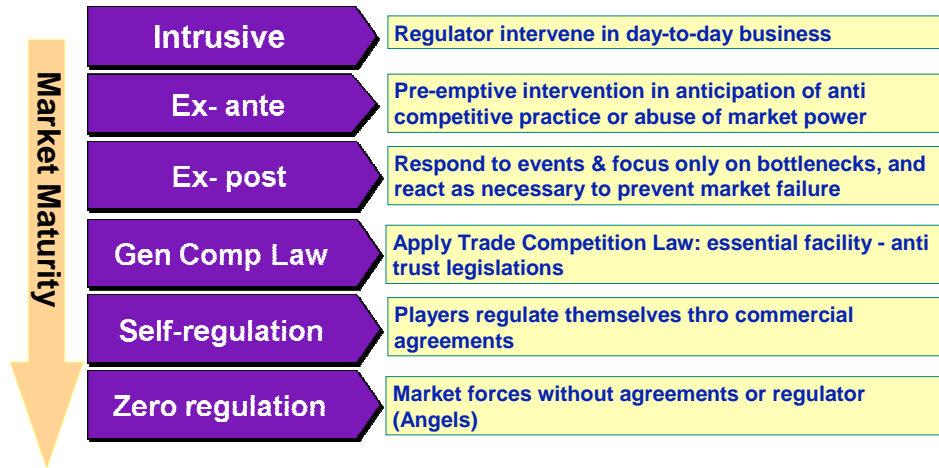 Market Maturity
Intrusive
Regulator intervene in day-to-day business
Ex- ante
Pre-emptive intervention in anticipation of anti
competitive practice or abuse of market power
Ex- post
Respond to events & focus only on bottlenecks, and
react as necessary to prevent market failure
Gen Comp Law
Apply Trade Competition Law: essential facility - anti
trust legislations
Self-regulation
Players regulate themselves thro commercial
agreements
Zero regulation
Market forces without agreements or regulator
(Angels)